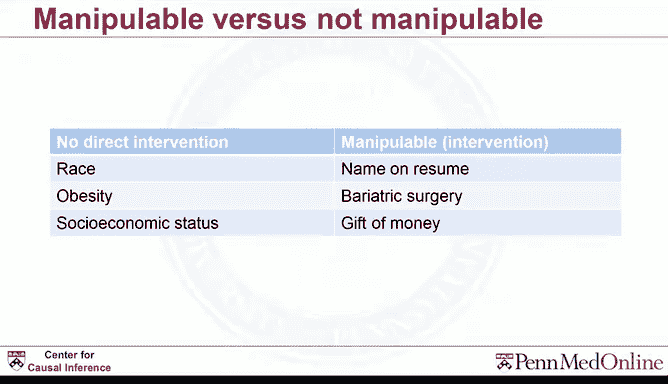 Manipulable versus not manipulable
No direct intervention Manipulable (intervention)
Race Name on resume
Obesity Bariatric surgery
Socioeconomic status Gift of money
Center for
Causal Inference
PennMedOnline